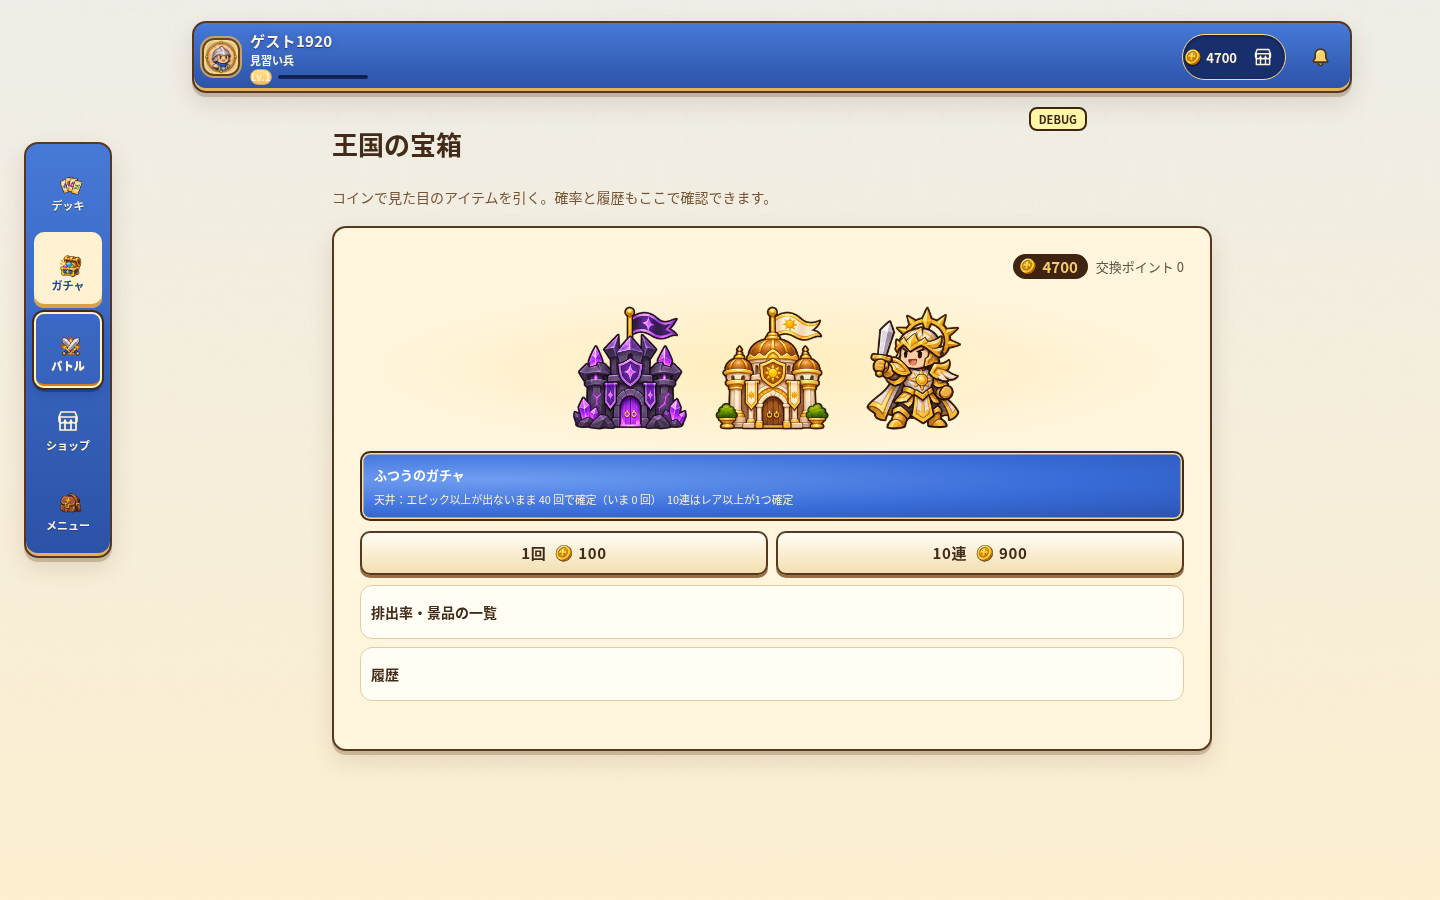 ゲスト1920
見習い兵
Lv.1
4700
DEBUG
王国の宝箱
コインで見た目のアイテムを引く。確率と履歴もここで確認できます。
デッキ
ガチャ
バトル
ショップ
メニュー
4700 交換ポイント 0
ふつうのガチャ
天井：エピック以上が出ないまま 40 回で確定（いま 0 回） 10連はレア以上が1つ確定
1回 100
10連 900
排出率・景品の一覧
履歴